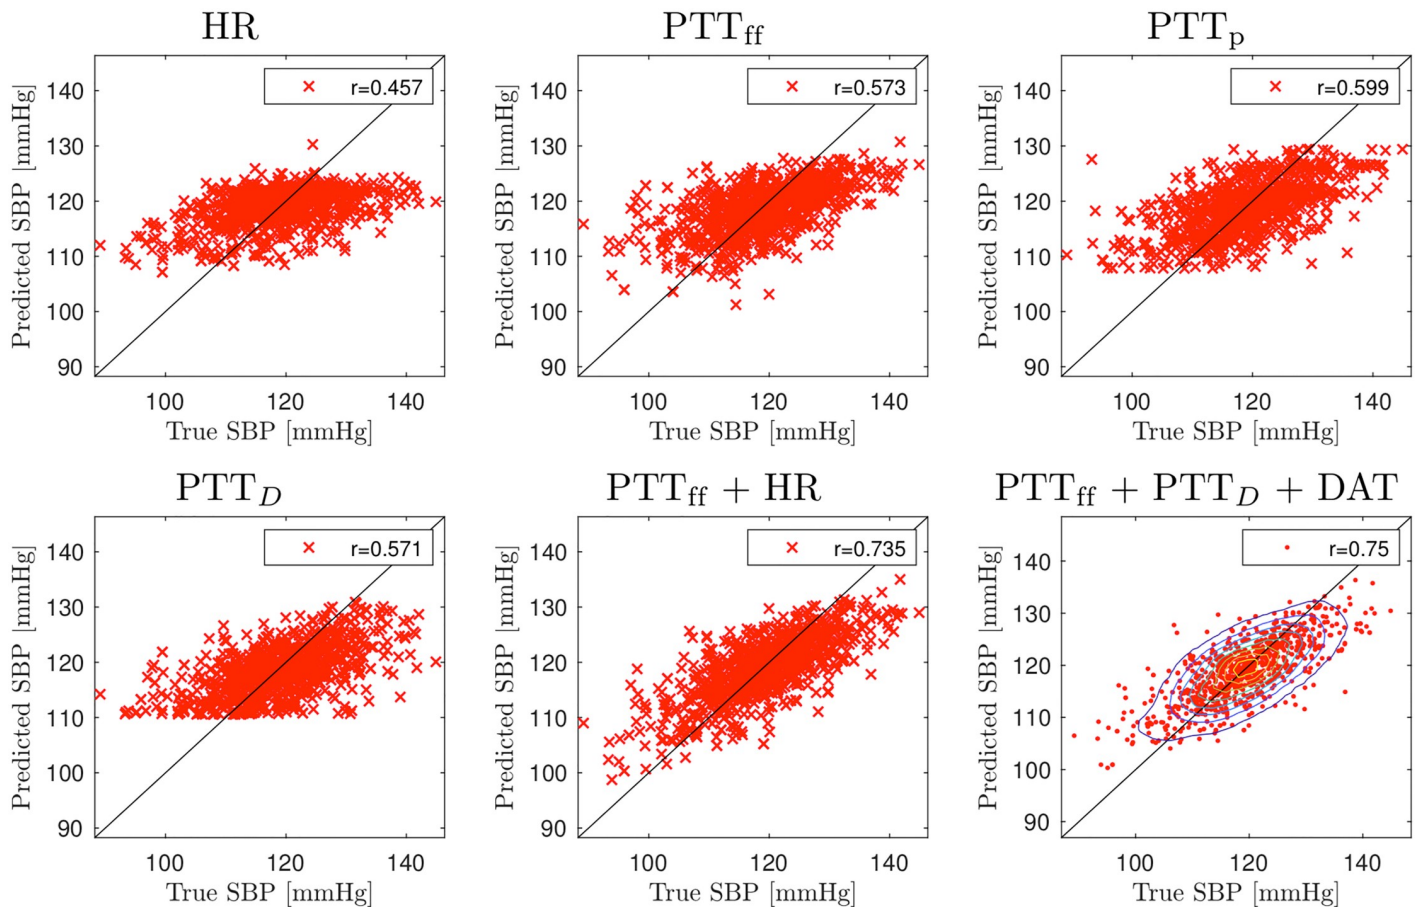 HR
PTTff
PTTp
r=0.457
r=0.573
r=0.599
Predicted SBP [mmHg]
140
130
120
110
100
90
100 120 140
True SBP [mmHg]
Predicted SBP [mmHg]
140
130
120
110
100
90
100 120 140
True SBP [mmHg]
Predicted SBP [mmHg]
140
130
120
110
100
90
100 120 140
True SBP [mmHg]
PTTD
PTTff + HR
PTTff + PTTD + DAT
r=0.571
r=0.735
r=0.75
Predicted SBP [mmHg]
140
130
120
110
100
90
100 120 140
True SBP [mmHg]
Predicted SBP [mmHg]
140
130
120
110
100
90
100 120 140
True SBP [mmHg]
Predicted SBP [mmHg]
140
130
120
110
100
90
100 120 140
True SBP [mmHg]